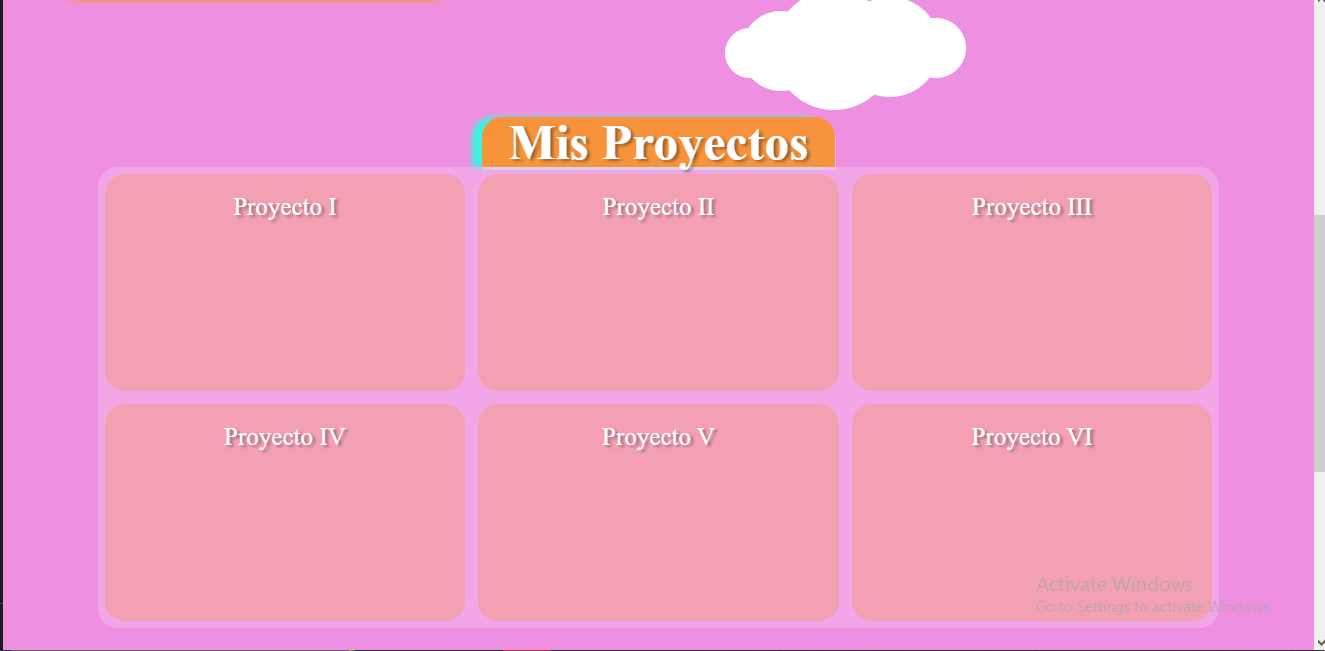 Mis Proyectos
Proyecto I
Proyecto II
Proyecto III
Proyecto IV
Proyecto V
Proyecto VI
Activate Windows
Go to Settings to activate Windows.